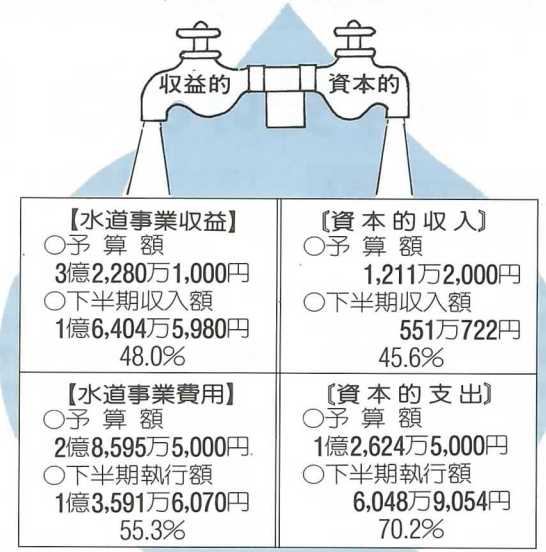 収益的
資本的
【水道事業収益】
○予算額
3億2,280万1,000円
○下半期収入額
1億6,404万5,980円
48.0%
〔資本的収入〕
○予算額
1,211万2,000円
○下半期収入額
551万722円
45.6%
【水道事業費用】
○予算額
2億8,595万5,000円
○下半期執行額
1億3,591万6,070円
55.3%
〔資本的支出〕
○予算額
1億2,624万5,000円
○下半期執行額
6,048万9,054円
70.2%